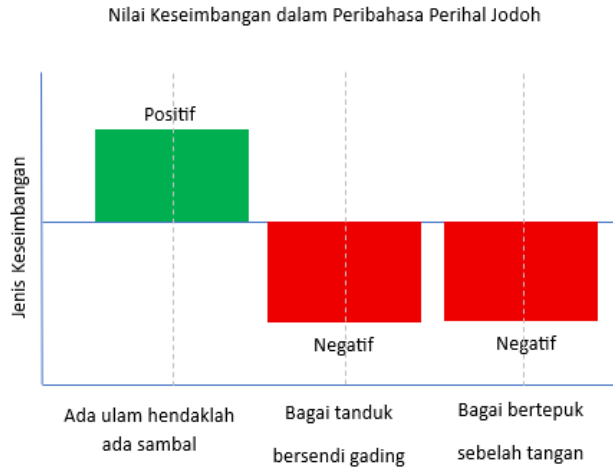 Nilai Keseimbangan dalam Peribahasa Perihal Jodoh
Positif
Jenis Keseimbangan
Negatif
Negatif
Ada ulam hendaklah
ada sambal
Bagai tanduk
bersendi gading
Bagai bertepuk
sebelah tangan